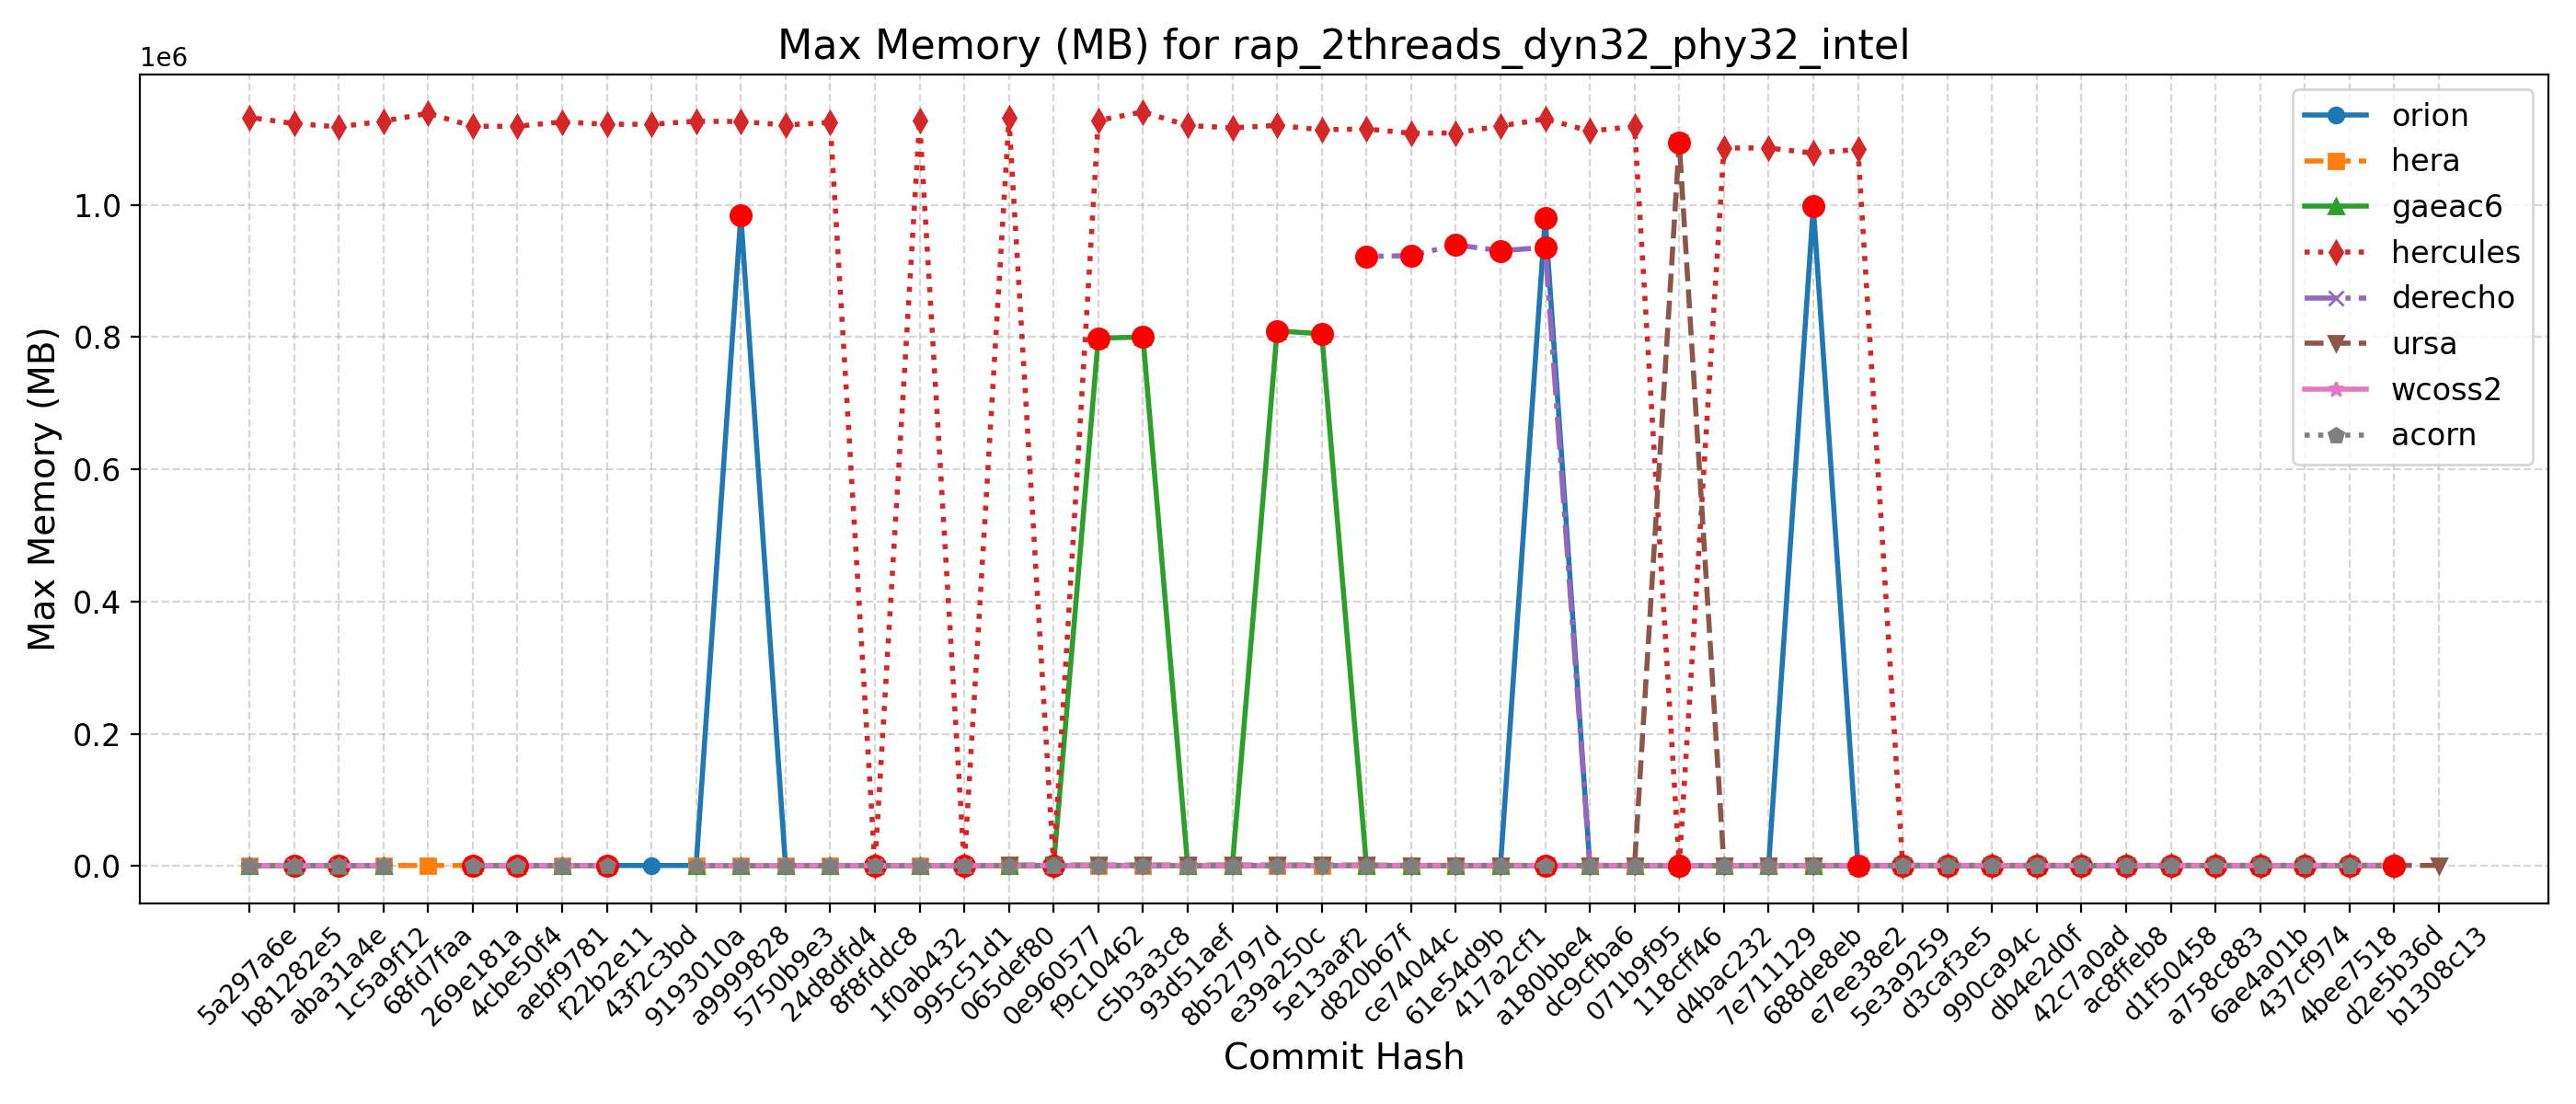 Max Memory (MB) for rap_2threads_dyn32_phy32_intel
1e6
1.0
0.8
0.6
0.4
0.2
0.0
Max Memory (MB)
orion
hera
gaeac6
hercules
derecho
ursa
wcoss2
acorn
5a297a6e
b81282e5
aba31a4e
1c5a9f12
68fd7faa
269e181a
4cbe50f4
aebf9781
f22b2e11
43f2c3bd
9193010a
a9999828
5750b9e3
24d8dfd4
8f8fddc8
1f0ab432
995c51d1
065def80
0e960577
f9c10462
c5b3a3c8
93d51aef
8b52797d
e39a250c
5e13aaf2
d820b67f
ce74044c
61e54d9b
417a2cf1
a180bbe4
dc9cfba6
071b9f95
118cff46
d4bac232
7e711129
688de8eb
e7ee38e2
5e3a9259
d3caf3e5
990ca94c
db4e2d0f
42c7a0ad
ac8ffeb8
d1f50458
a758c883
6ae4a01b
437cf974
4bee7518
d2e5b36d
b1308c13
Commit Hash